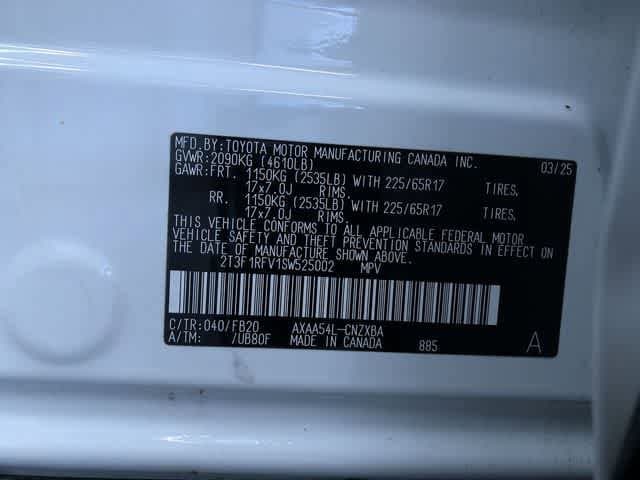 MFD.BY:TOYOTA MOTOR MANUFACTURING CANADA INC. 03/25
GVWR:2090KG (4610LB)
GAWR:FRT. 1150KG (2535LB) WITH 225/65R17 TIRES,
17x7.0J RIMS.
RR. 1150KG (2535LB) WITH 225/65R17 TIRES,
17x7.0J RIMS.
THIS VEHICLE CONFORMS TO ALL APPLICABLE FEDERAL MOTOR
VEHICLE SAFETY AND THEFT PREVENTION STANDARDS IN EFFECT ON
THE DATE OF MANUFACTURE SHOWN ABOVE.
2T3F1RFV1SW525002 MPV
C/TR:040/FB20 AXAA54L-CNZXBA
A/TM: /UB80F MADE IN CANADA 885 A